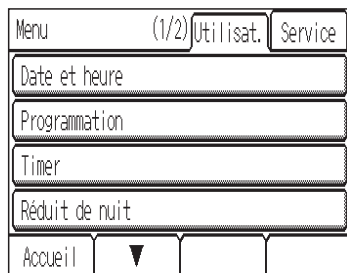 Menu (1/2) Utilisat. Service
Date et heure
Programmation
Timer
Réduit de nuit
Accueil ▼